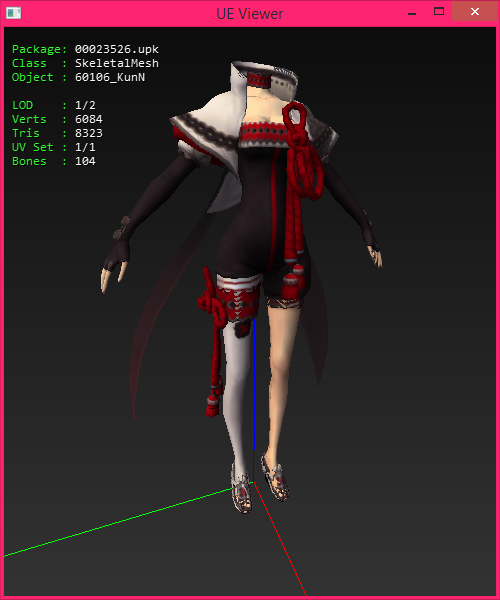 UE Viewer
Package: 00023526.upk
Class  : SkeletalMesh
Object : 60106_KunN
LOD    : 1/2
Verts  : 6084
Tris   : 8323
UV Set : 1/1
Bones  : 104